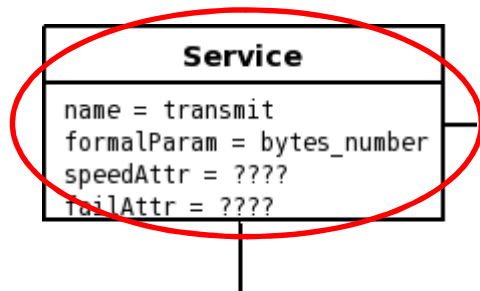 Service
name = transmit
formalParam = bytes_number
speedAttr = ????
failAttr = ????